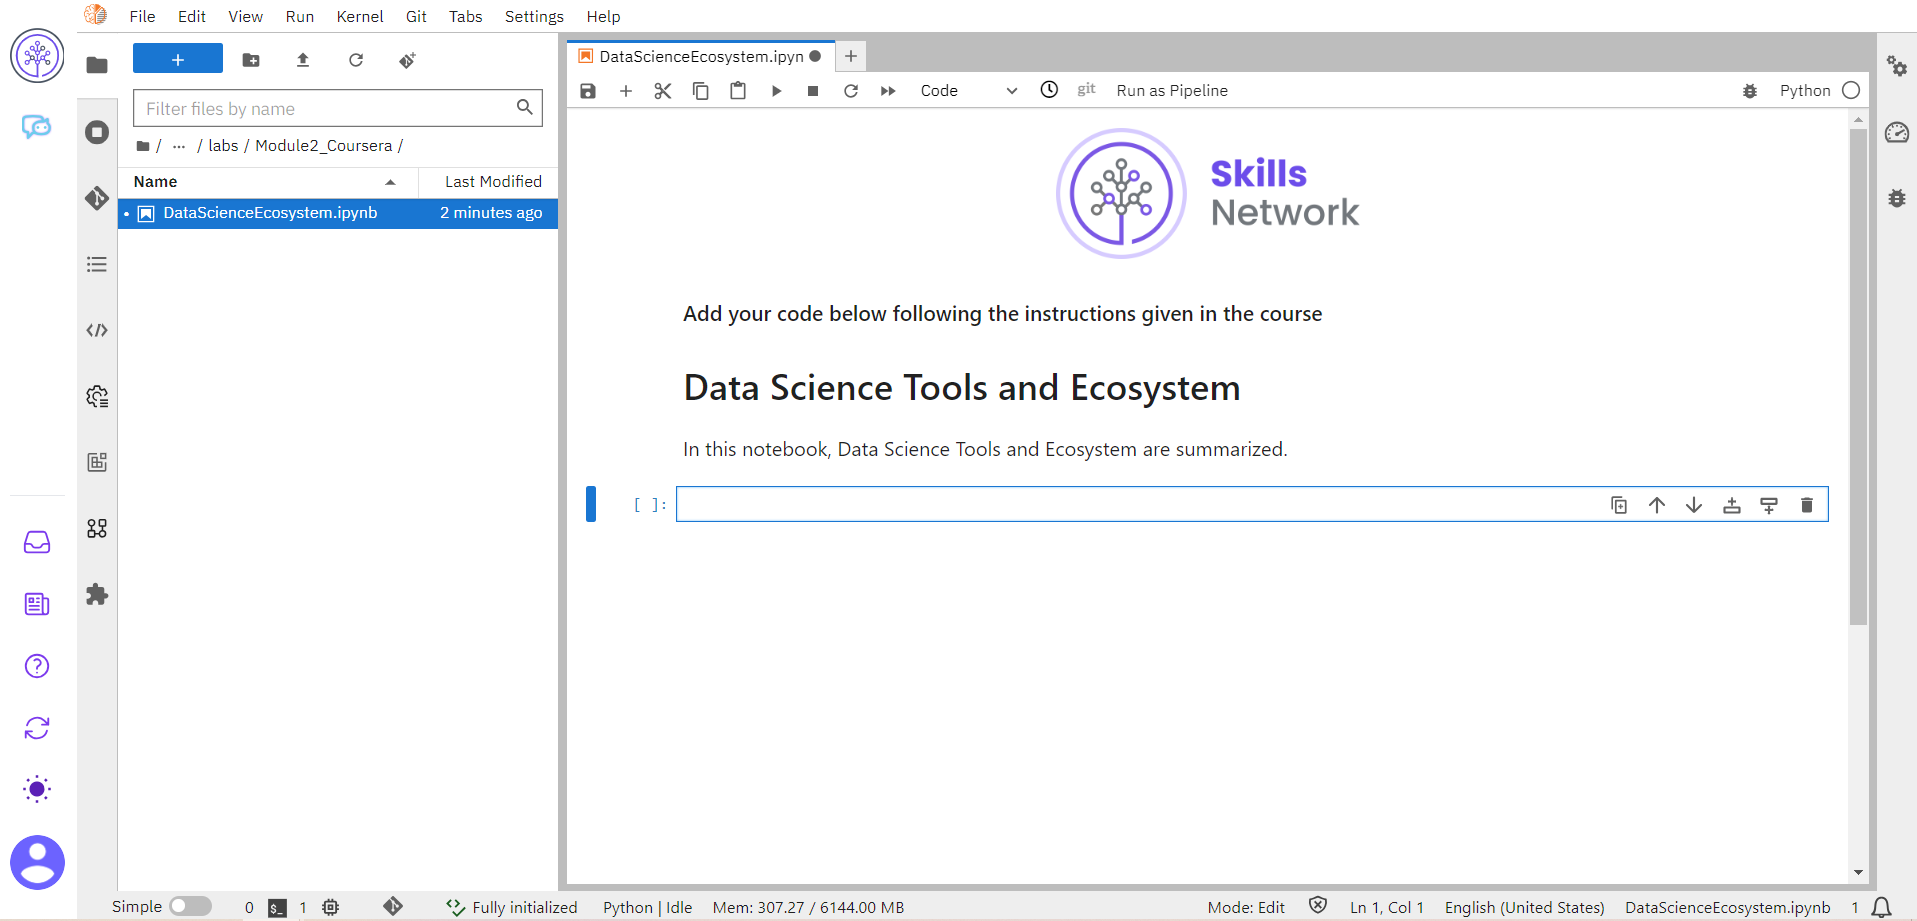 File Edit View Run Kernel Git Tabs Settings Help
+
Filter files by name
/ ... / labs / Module2_Coursera /
Name Last Modified
DataScienceEcosystem.ipynb 2 minutes ago
DataScienceEcosystem.ipyn
Code git Run as Pipeline Python
Skills
Network
Add your code below following the instructions given in the course
Data Science Tools and Ecosystem
In this notebook, Data Science Tools and Ecosystem are summarized.
[ ]:
Simple 0 $_ 1 Fully initialized Python | Idle Mem: 307.27 / 6144.00 MB Mode: Edit Ln 1, Col 1 English (United States) DataScienceEcosystem.ipynb 1